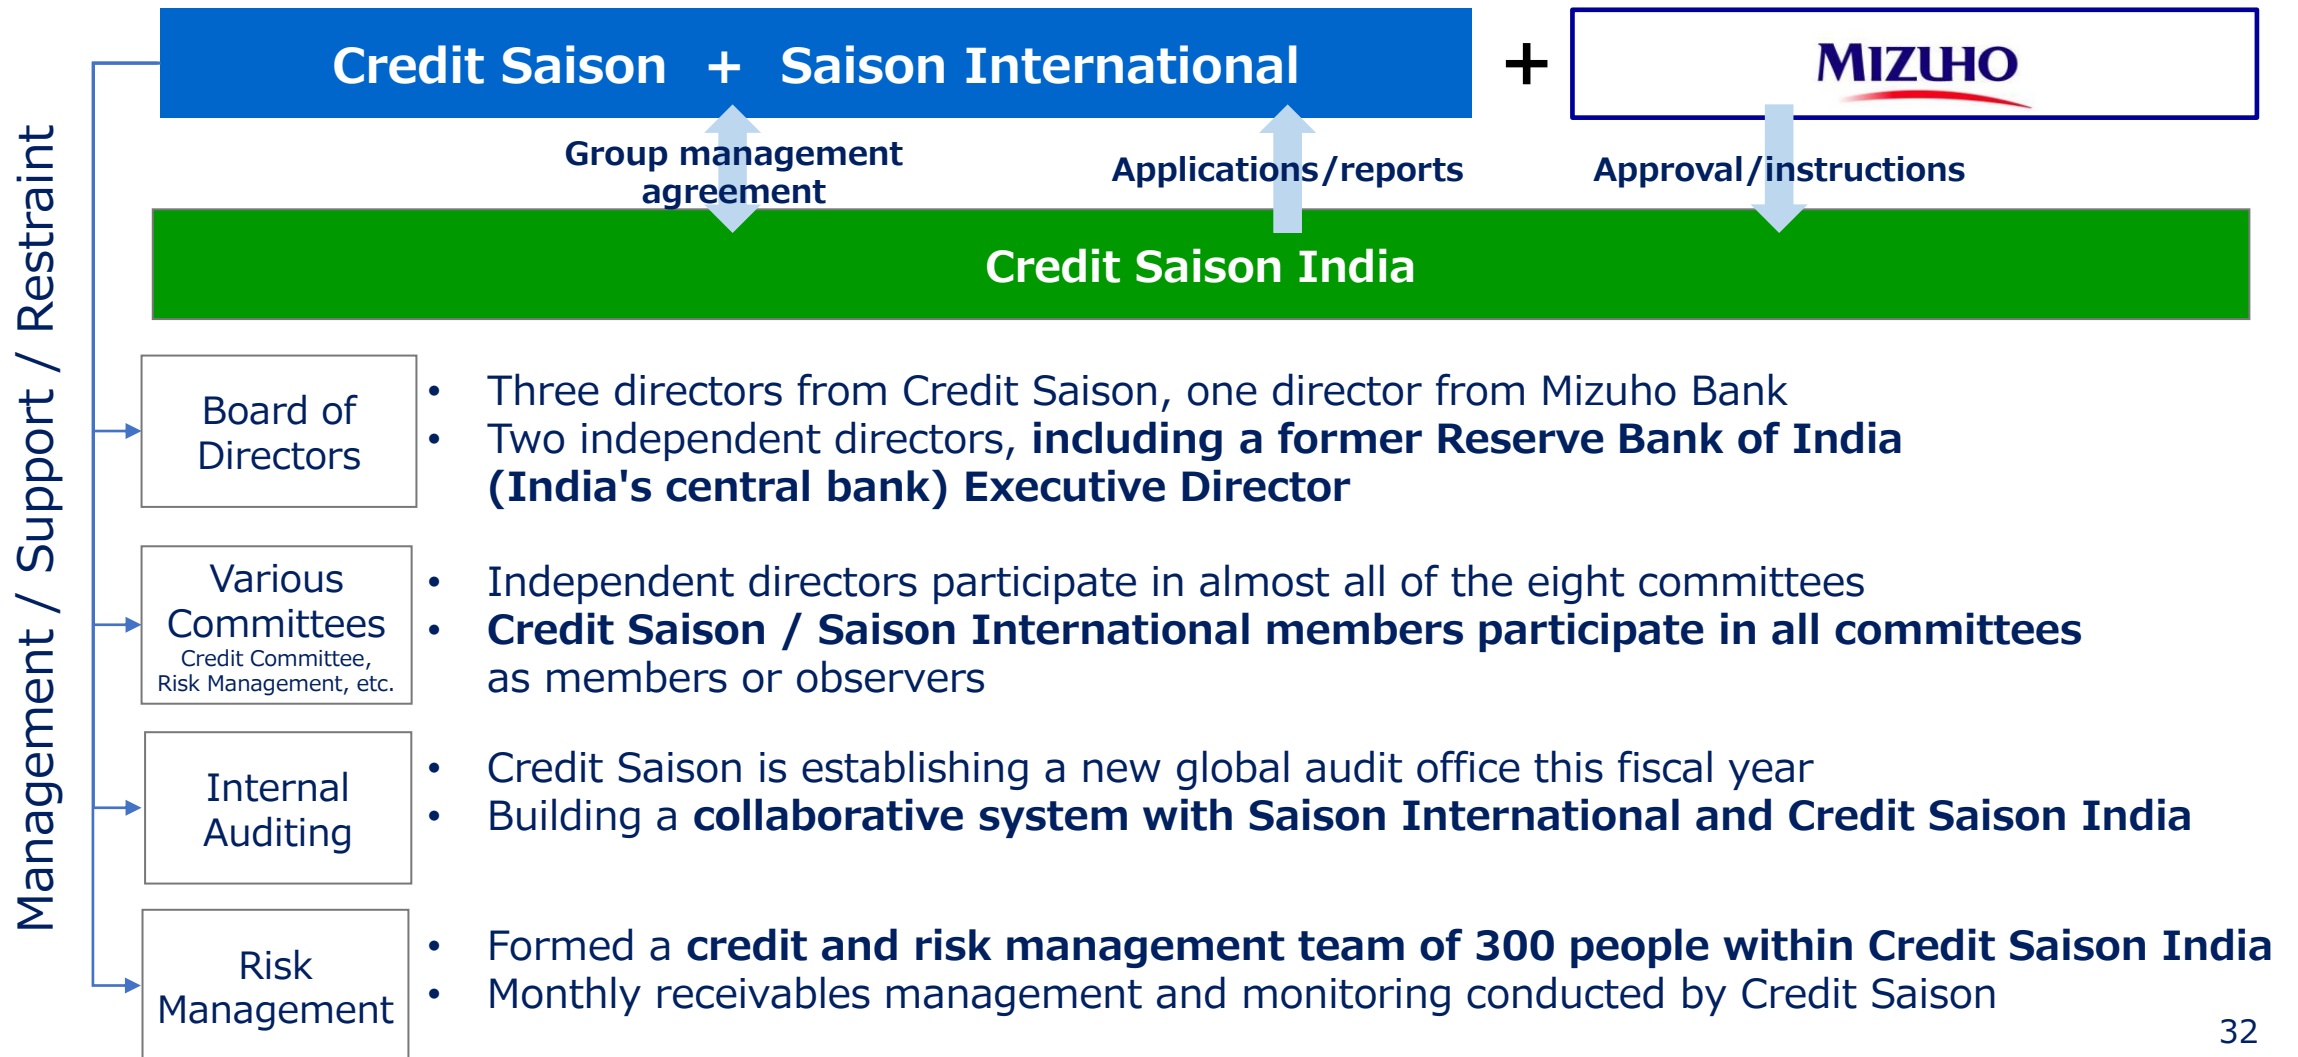 Credit Saison + Saison International
+
MIZUHO
Group management
agreement
Applications/reports
Approval/instructions
Credit Saison India
Management / Support / Restraint
Board of
Directors
• Three directors from Credit Saison, one director from Mizuho Bank
• Two independent directors, including a former Reserve Bank of India
(India's central bank) Executive Director
Various
Committees
Credit Committee,
Risk Management, etc.
• Independent directors participate in almost all of the eight committees
• Credit Saison / Saison International members participate in all committees
as members or observers
Internal
Auditing
• Credit Saison is establishing a new global audit office this fiscal year
• Building a collaborative system with Saison International and Credit Saison India
Risk
Management
• Formed a credit and risk management team of 300 people within Credit Saison India
• Monthly receivables management and monitoring conducted by Credit Saison
32